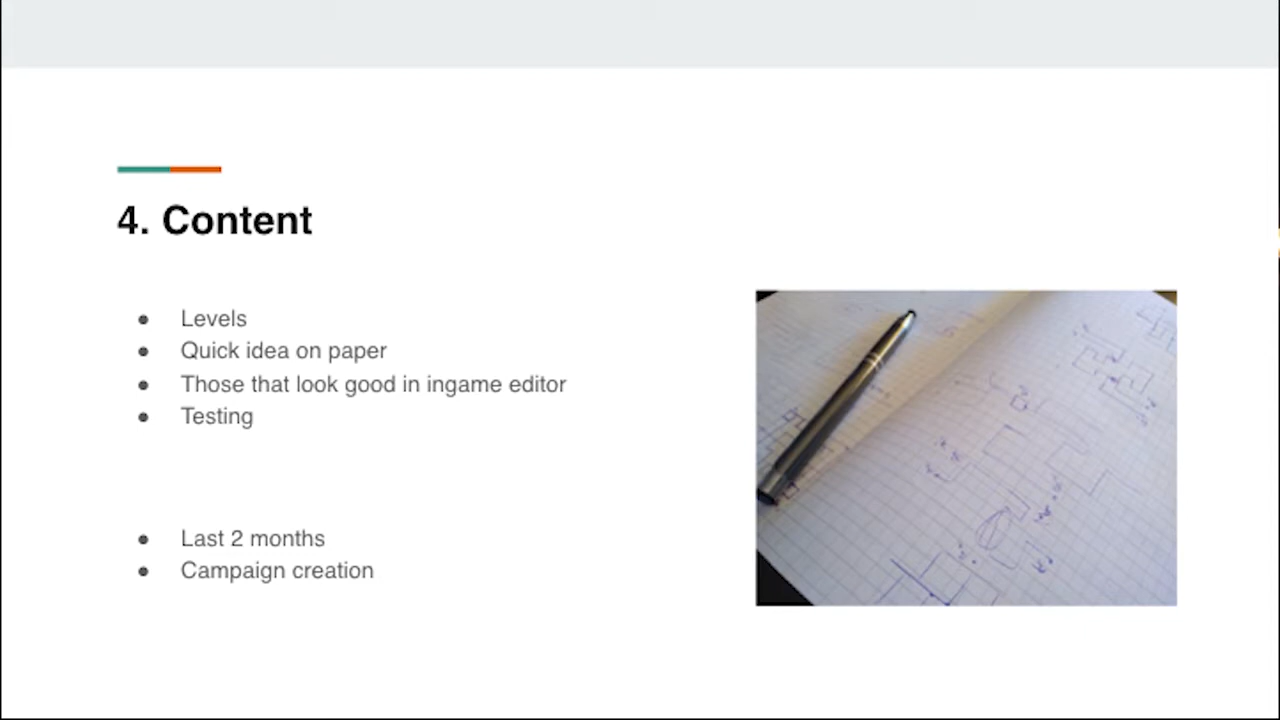 4. Content
● Levels
● Quick idea on paper
● Those that look good in ingame editor
● Testing
● Last 2 months
● Campaign creation